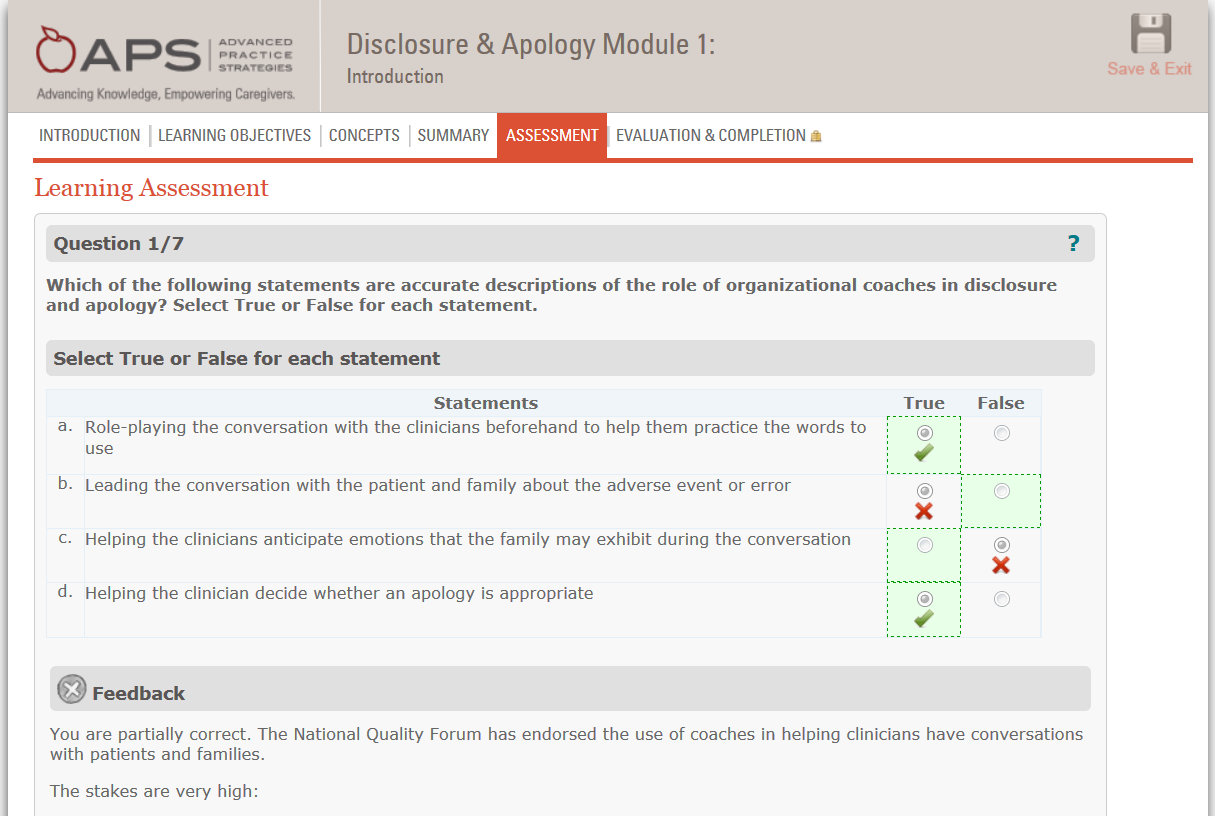 APS
ADVANCED
PRACTICE
STRATEGIES
Advancing Knowledge, Empowering Caregivers.
Disclosure & Apology Module 1:
Introduction
Save & Exit
INTRODUCTION
LEARNING OBJECTIVES
CONCEPTS
SUMMARY
ASSESSMENT
EVALUATION & COMPLETION
Learning Assessment
Question 1/7 ?
Which of the following statements are accurate descriptions of the role of organizational coaches in disclosure
and apology? Select True or False for each statement.
Select True or False for each statement
Statements True False
a. Role-playing the conversation with the clinicians beforehand to help them practice the words to
use
b. Leading the conversation with the patient and family about the adverse event or error
c. Helping the clinicians anticipate emotions that the family may exhibit during the conversation
d. Helping the clinician decide whether an apology is appropriate
Feedback
You are partially correct. The National Quality Forum has endorsed the use of coaches in helping clinicians have conversations
with patients and families.
The stakes are very high: